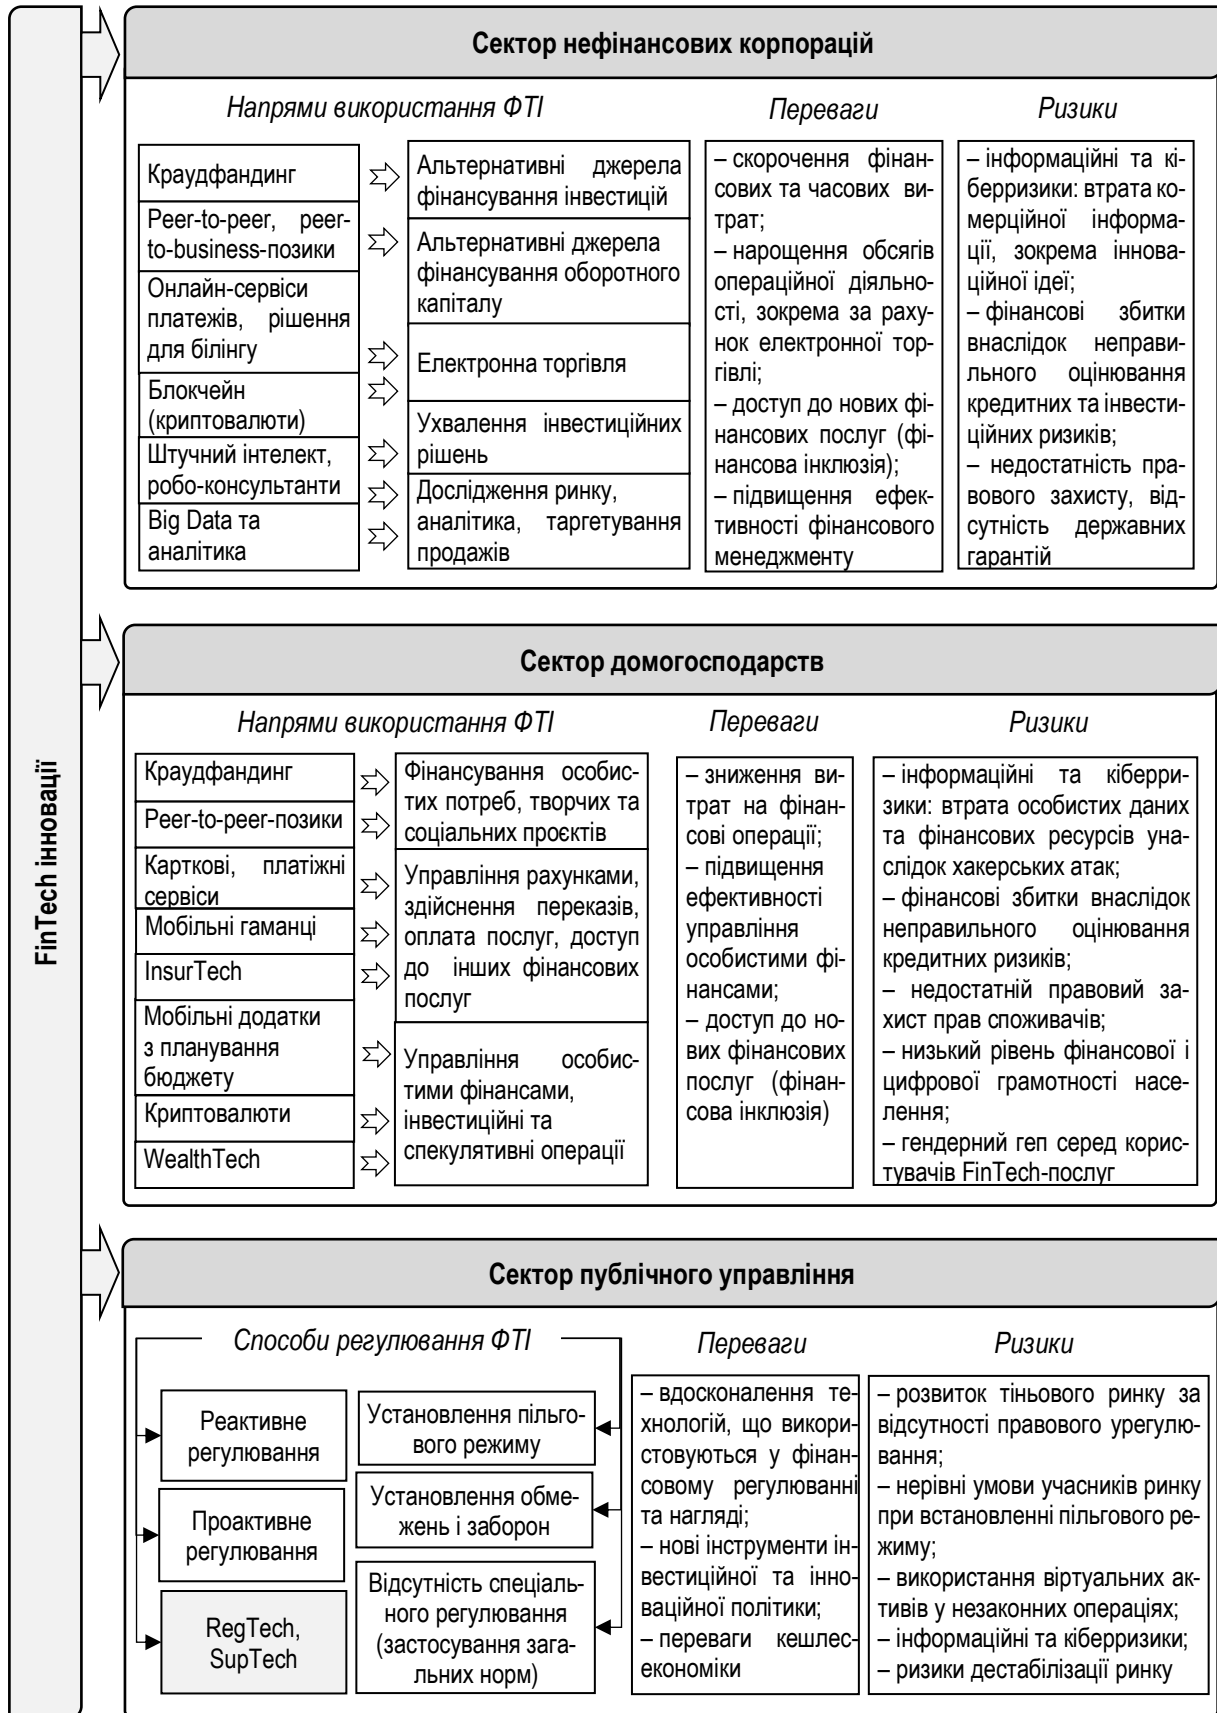 FinTech інновації
Сектор нефінансових корпорацій
Напрями використання ФТІ
Краудфандинг
Peer-to-peer, peer-
to-business-позики
Онлайн-сервіси
платежів, рішення
для білінгу
Блокчейн
(криптовалюти)
Штучний інтелект,
робо-консультанти
Big Data та
аналітика
Альтернативні джерела
фінансування інвестицій
Альтернативні джерела
фінансування оборотного
капіталу
Електронна торгівля
Ухвалення інвестиційних
рішень
Дослідження ринку,
аналітика, таргетування
продажів
Переваги
– скорочення фінан-
сових та часових ви-
трат;
– нарощення обсягів
операційної діяльно-
сті, зокрема за раху-
нок електронної тор-
гівлі;
– доступ до нових фі-
нансових послуг (фі-
нансова інклюзія);
– підвищення ефек-
тивності фінансового
менеджменту
Ризики
– інформаційні та кі-
берризики: втрата ко-
мерційної інформа-
ції, зокрема іннова-
ційної ідеї;
– фінансові збитки
внаслідок неправи-
льного оцінювання
кредитних та інвести-
ційних ризиків;
– недостатність пра-
вового захисту, від-
сутність державних
гарантій
Сектор домогосподарств
Напрями використання ФТІ
Краудфандинг
Peer-to-peer-позики
Карткові, платіжні
сервіси
Мобільні гаманці
InsurTech
Мобільні додатки
з планування
бюджету
Криптовалюти
WealthTech
Фінансування особис-
тих потреб, творчих та
соціальних проєктів
Управління рахунками,
здійснення переказів,
оплата послуг, доступ
до інших фінансових
послуг
Управління особис-
тими фінансами,
інвестиційні та
спекулятивні операції
Переваги
– зниження ви-
трат на фінан-
сові операції;
– підвищення
ефективності
управління
особистими фі-
нансами;
– доступ до но-
вих фінансових
послуг (фінан-
сова інклюзія)
Ризики
– інформаційні та кіберри-
зики: втрата особистих даних
та фінансових ресурсів уна-
слідок хакерських атак;
– фінансові збитки внаслідок
неправильного оцінювання
кредитних ризиків;
– недостатній правовий за-
хист прав споживачів;
– низький рівень фінансової і
цифрової грамотності насе-
лення;
– гендерний геп серед корис-
тувачів FinTech-послуг
Сектор публічного управління
Способи регулювання ФТІ
Реактивне
регулювання
Проактивне
регулювання
RegTech,
SupTech
Установлення пільго-
вого режиму
Установлення обме-
жень і заборон
Відсутність спеціаль-
ного регулювання
(застосування зага-
льних норм)
Переваги
– вдосконалення те-
хнологій, що викори-
стовуються у фінан-
совому регулюванні
та нагляді;
– нові інструменти ін-
вестиційної та інно-
ваційної політики;
– переваги кешлес-
економіки
Ризики
– розвиток тіньового ринку за
відсутності правового урегулю-
вання;
– нерівні умови учасників ринку
при встановленні пільгового ре-
жиму;
– використання віртуальних ак-
тивів у незаконних операціях;
– інформаційні та кіберризики;
– ризики дестабілізації ринку